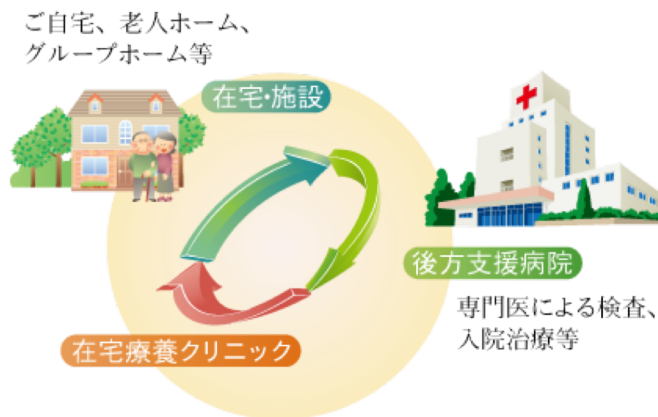 ご自宅、老人ホーム、
グループホーム等
在宅・施設
後方支援病院
専門医による検査、
入院治療等
在宅療養クリニック